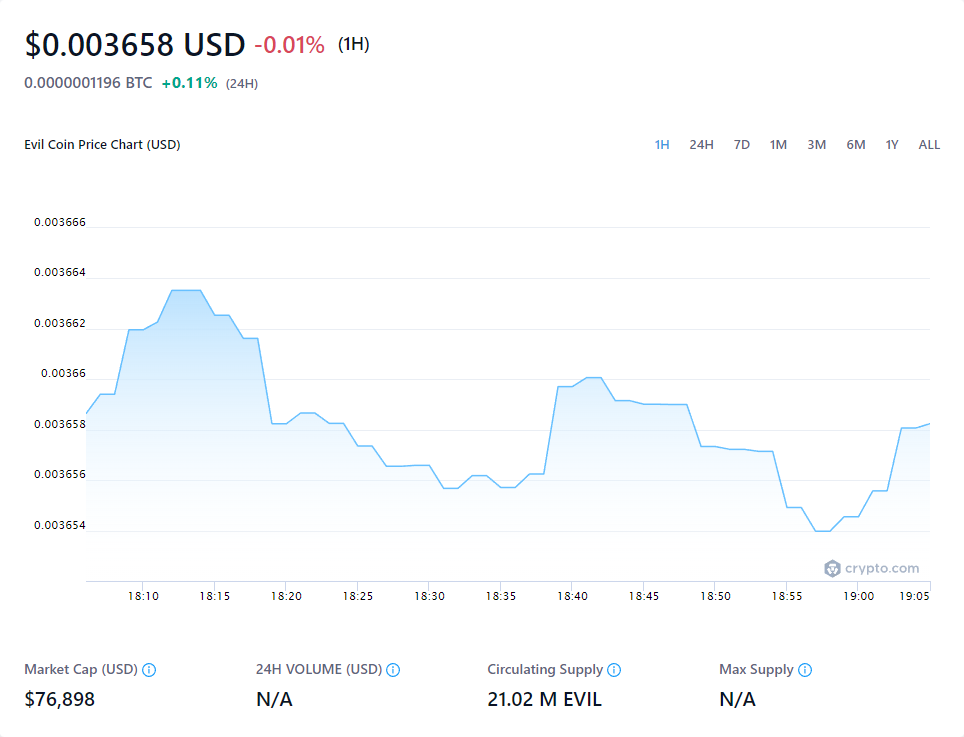 $0.003658 USD -0.01% (1H)
0.0000001196 BTC +0.11% (24H)
Evil Coin Price Chart (USD) 1H 24H 7D 1M 3M 6M 1Y ALL
0.003666
0.003664
0.003662
0.00366
0.003658
0.003656
0.003654
crypto.com
18:10 18:15 18:20 18:25 18:30 18:35 18:40 18:45 18:50 18:55 19:00 19:05
Market Cap (USD) 24H VOLUME (USD) Circulating Supply Max Supply
$76,898 N/A 21.02 M EVIL N/A